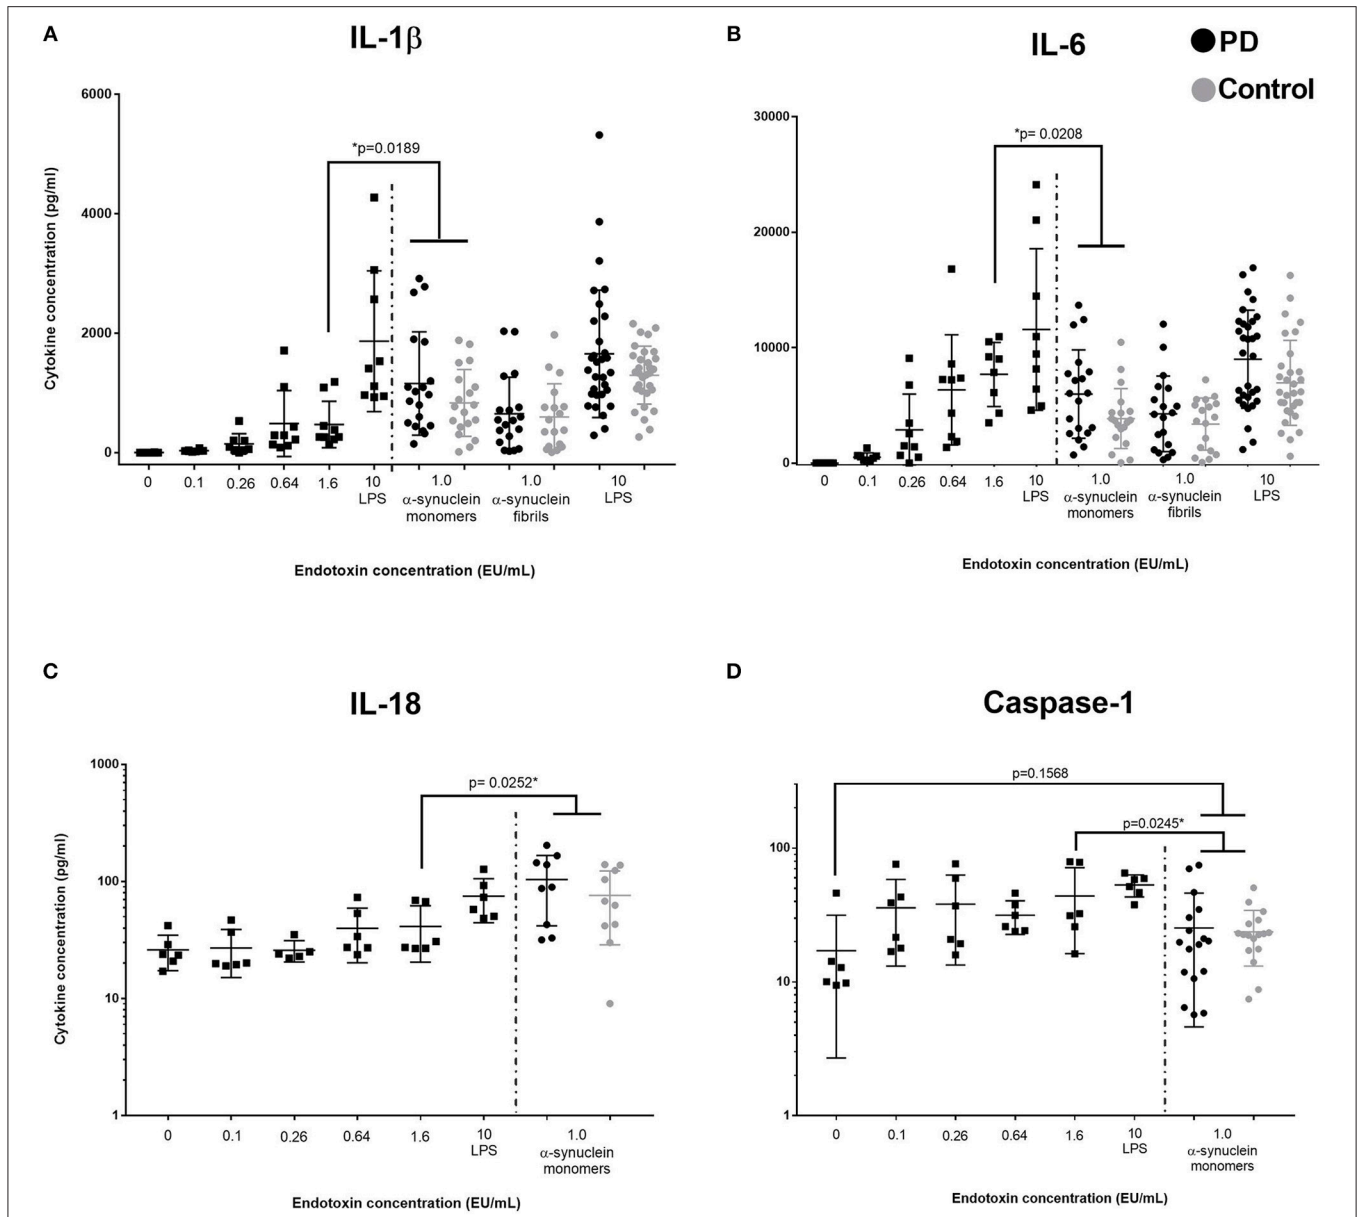 A
IL-1β
6000
4000
2000
0
Cytokine concentration (pg/ml)
*p=0.0189
0 0.1 0.26 0.64 1.6 10 1.0 1.0 10
LPS α-synuclein α-synuclein LPS
monomers fibrils
Endotoxin concentration (EU/mL)
B
IL-6
PD
Control
30000
20000
10000
0
*p= 0.0208
0 0.1 0.26 0.64 1.6 10 1.0 1.0 10
LPS α-synuclein α-synuclein LPS
monomers fibrils
Endotoxin concentration (EU/mL)
C
IL-18
1000
100
10
1
Cytokine concentration (pg/ml)
p= 0.0252*
0 0.1 0.26 0.64 1.6 10 1.0
LPS α-synuclein
monomers
Endotoxin concentration (EU/mL)
D
Caspase-1
100
10
1
p=0.1568
p=0.0245*
0 0.1 0.26 0.64 1.6 10 1.0
LPS α-synuclein
monomers
Endotoxin concentration (EU/mL)